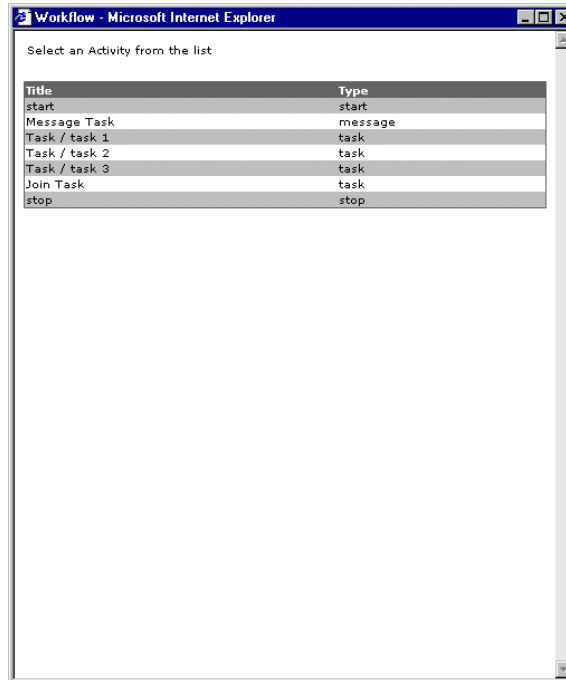 Workflow - Microsoft Internet Explorer
Select an Activity from the list
Title Type
start start
Message Task message
Task / task 1 task
Task / task 2 task
Task / task 3 task
Join Task task
stop stop